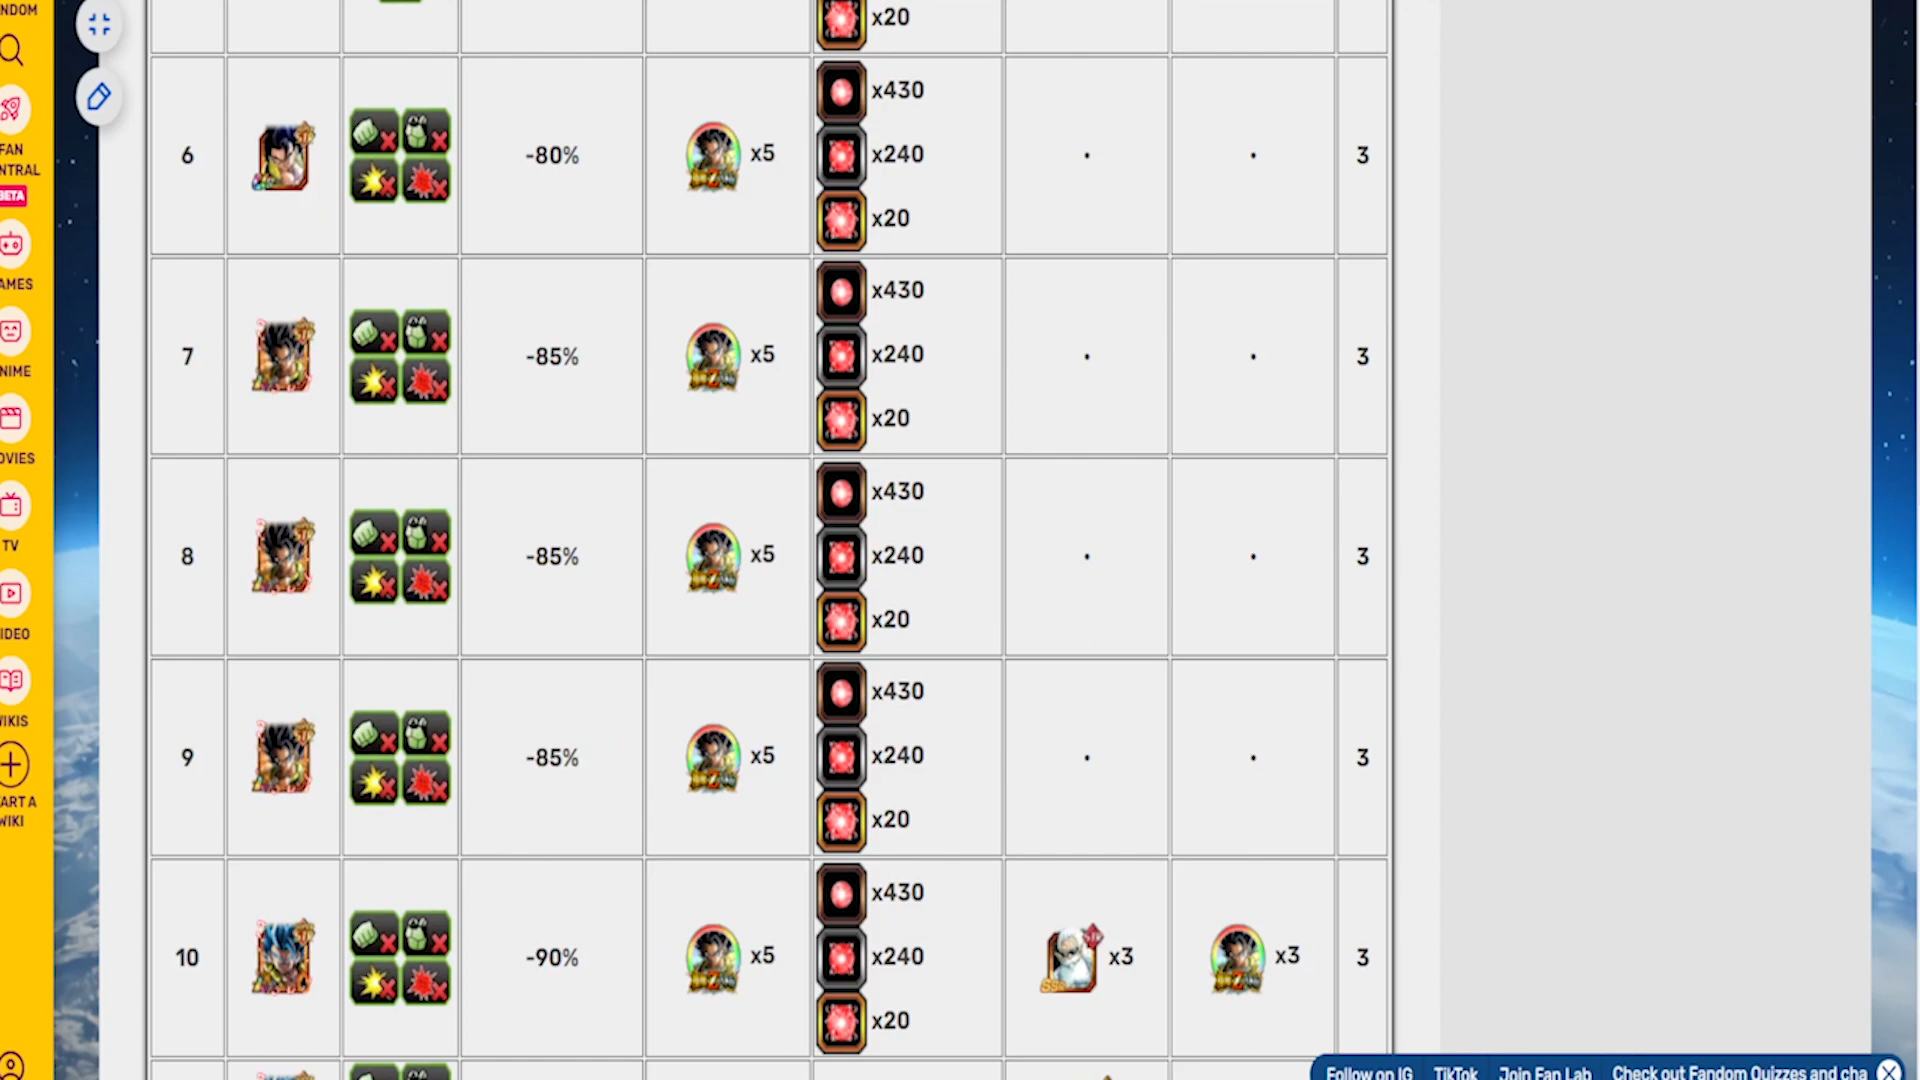 NDOM
FAN
NTRAL
BETA
AMES
NIME
OVIES
TV
IDEO
WIKIS
ART A
WIKI
x20
6 -80% x5 x430 x240 x20 · · 3
7 -85% x5 x430 x240 x20 · · 3
8 -85% x5 x430 x240 x20 · · 3
9 -85% x5 x430 x240 x20 · · 3
10 -90% x5 x430 x240 x20 x3 x3 3
Follow on IG TikTok Join Fan Lab Check out Fandom Quizzes and cha